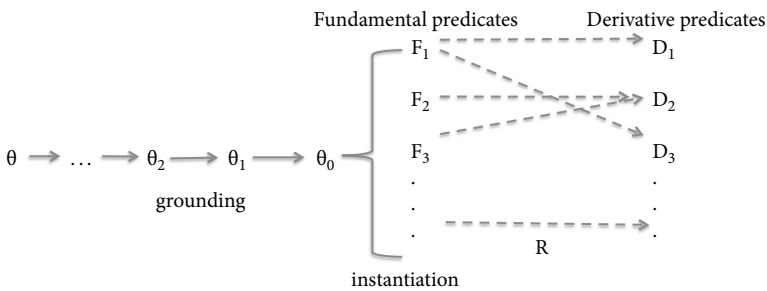 Fundamental predicates Derivative predicates
F₁ D₁
F₂ D₂
F₃ D₃
θ … θ₂ θ₁ θ₀
grounding
. .
. .
. .
R
instantiation